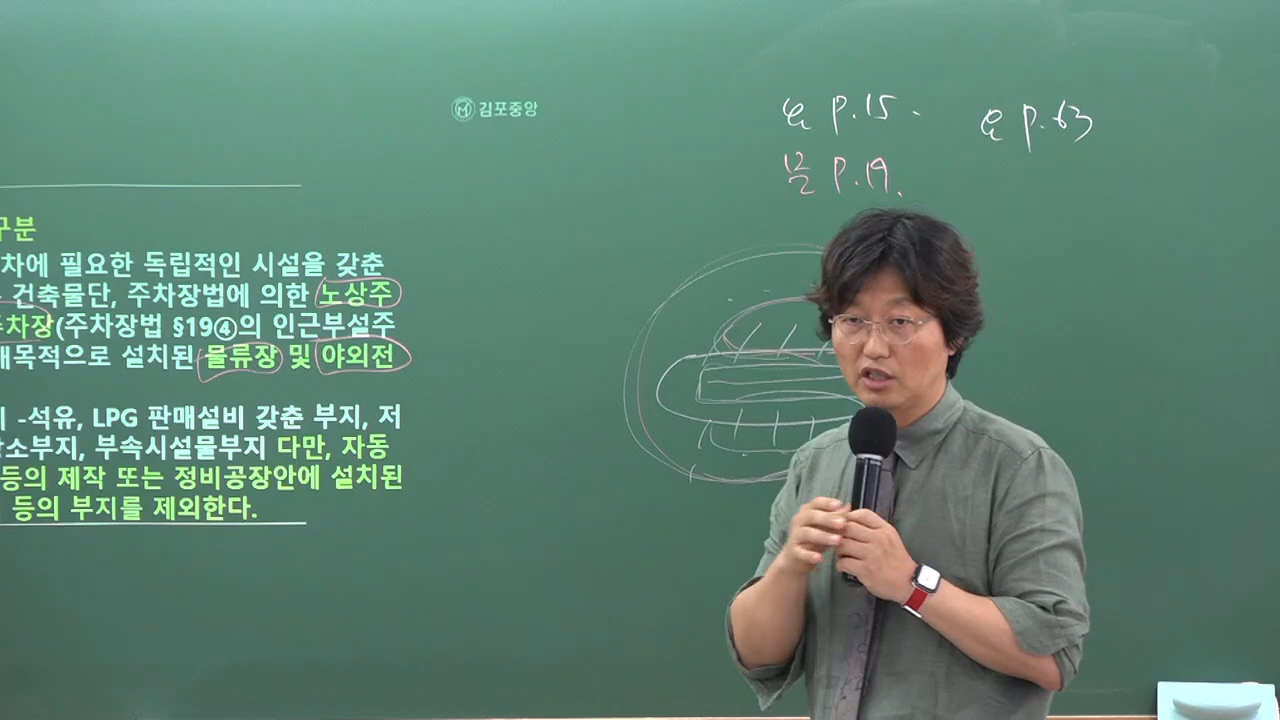 김포중앙
요 P.15.
요 P.63
문 P.19.
구분
차에 필요한 독립적인 시설을 갖춘
건축물단, 주차장법에 의한 노상주
주차장(주차장법 §19④의 인근부설주
매목적으로 설치된 물류장 및 야외전
-석유, LPG 판매설비 갖춘 부지, 저
소부지, 부속시설물부지 다만, 자동
등의 제작 또는 정비공장안에 설치된
등의 부지를 제외한다.